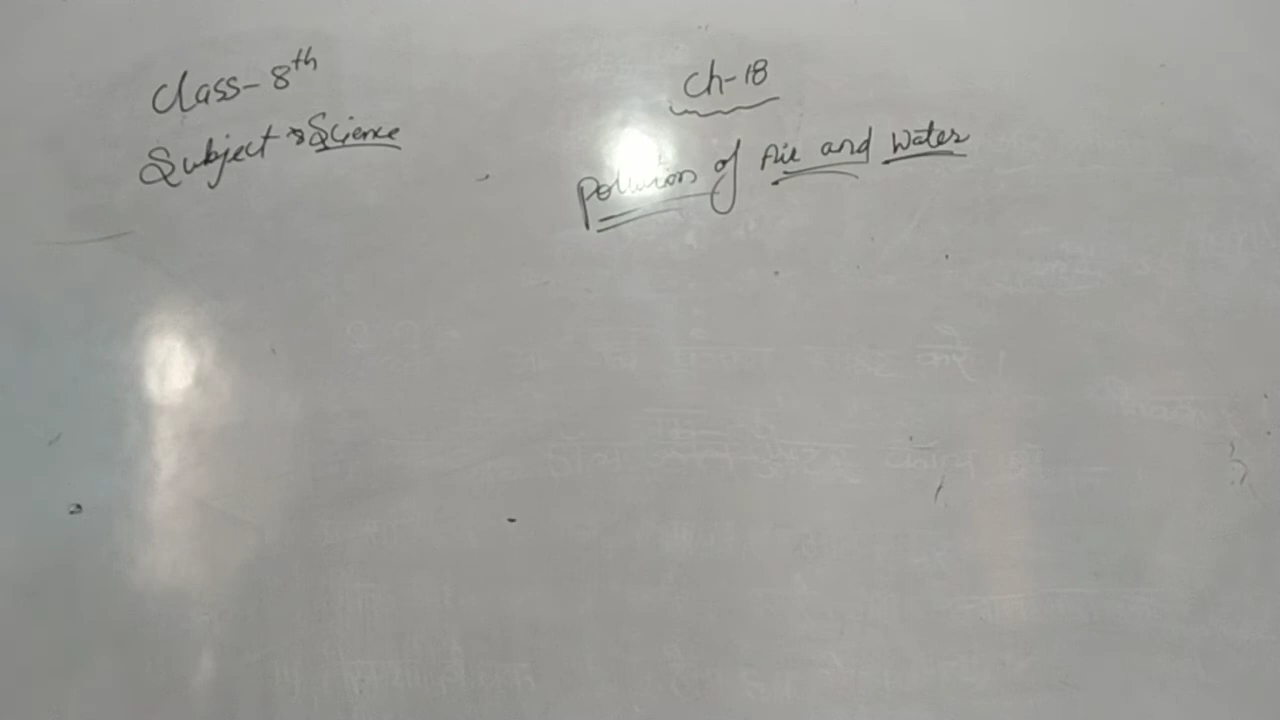 Class-8th
Subject : Science
Ch-18
Pollution of Air and Water